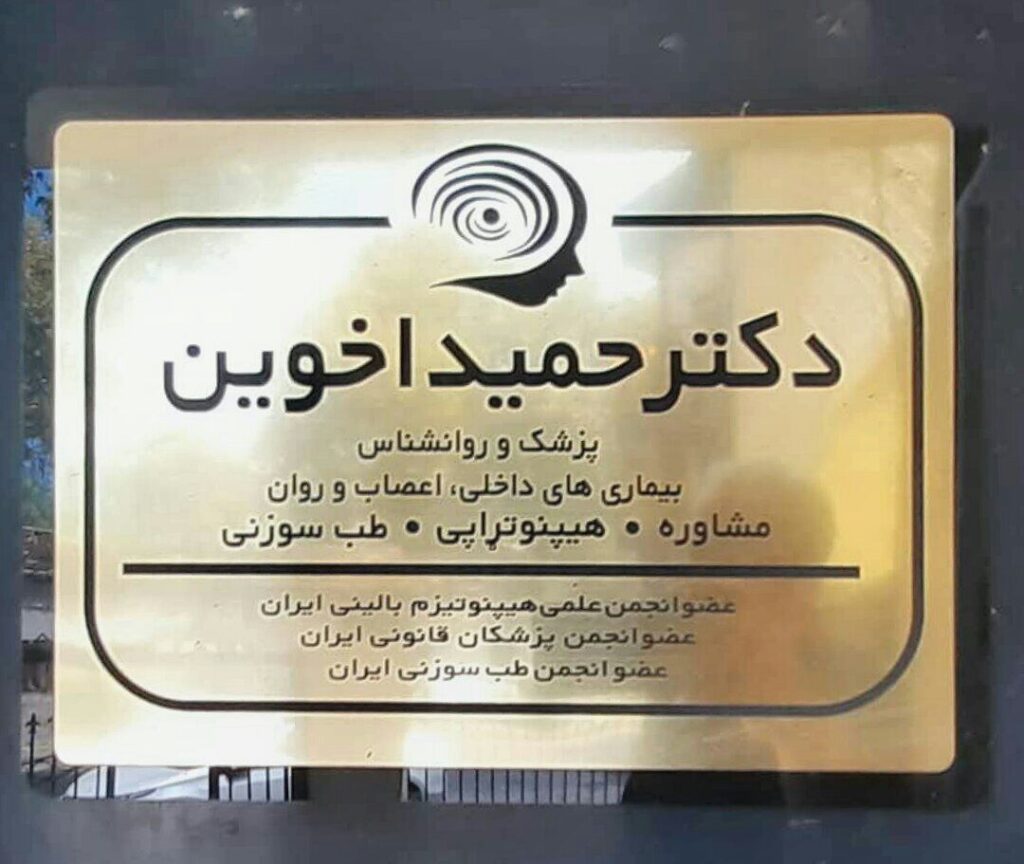 دکتر حمید اخوین
پزشک و روانشناس
بیماری های داخلی، اعصاب و روان
مشاوره • هیپنوتراپی • طب سوزنی
عضو انجمن علمی هیپنوتیزم بالینی ایران
عضو انجمن پزشکان قانونی ایران
عضو انجمن طب سوزنی ایران